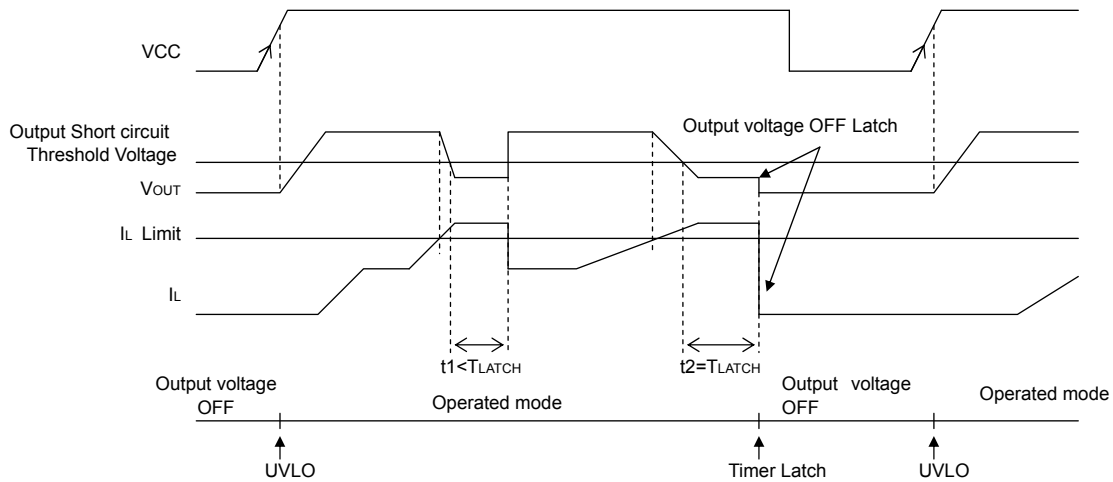 VCC
Output Short circuit
Threshold Voltage
Output voltage OFF Latch
VOUT
IL Limit
IL
t1<TLATCH
t2=TLATCH
Output voltage
OFF
Operated mode
Output voltage
OFF
Operated mode
UVLO
Timer Latch
UVLO